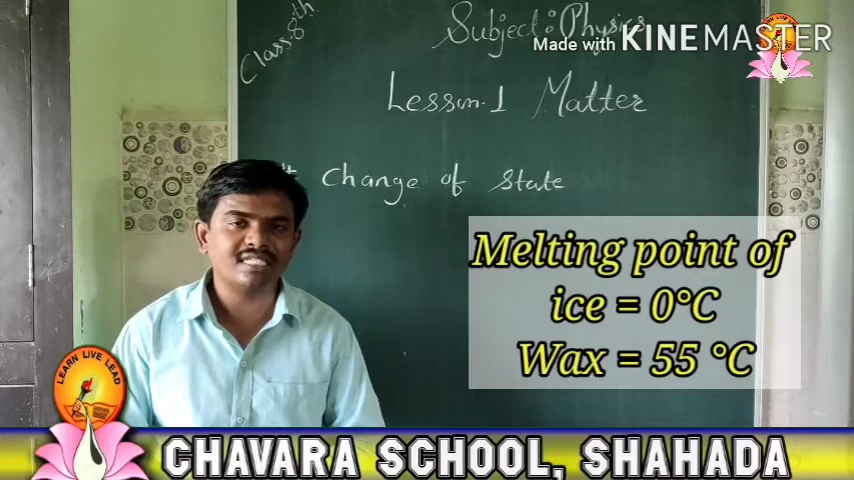 Class.8th
Subject: Physics
Made with KINEMASTER
Lesson-1 Matter
Change of state
Melting point of
ice = 0°C
Wax = 55 °C
LEARN LIVE LEAD
CHAVARA SCHOOL, SHAHADA